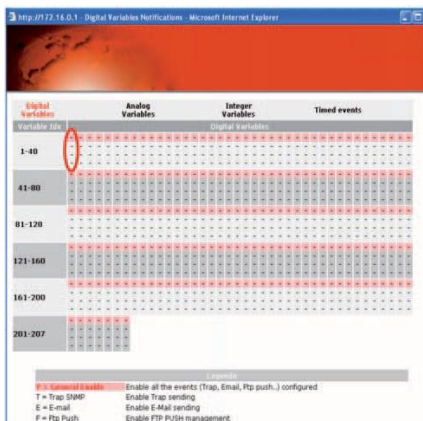 http://172.16.0.1 - Digital Variables Notifications - Microsoft Internet Explorer
Digital Variables
Analog Variables
Integer Variables
Timed events
Variable Idx
Digital Variables
1-40
41-80
81-120
121-160
161-200
201-207
Legenda
General Enable Enable all the events (Trap, Email, Ftp push..) configured
T = Trap SNMP Enable Trap sending
E = E-mail Enable E-Mail sending
F = Ftp Push Enable FTP PUSH management